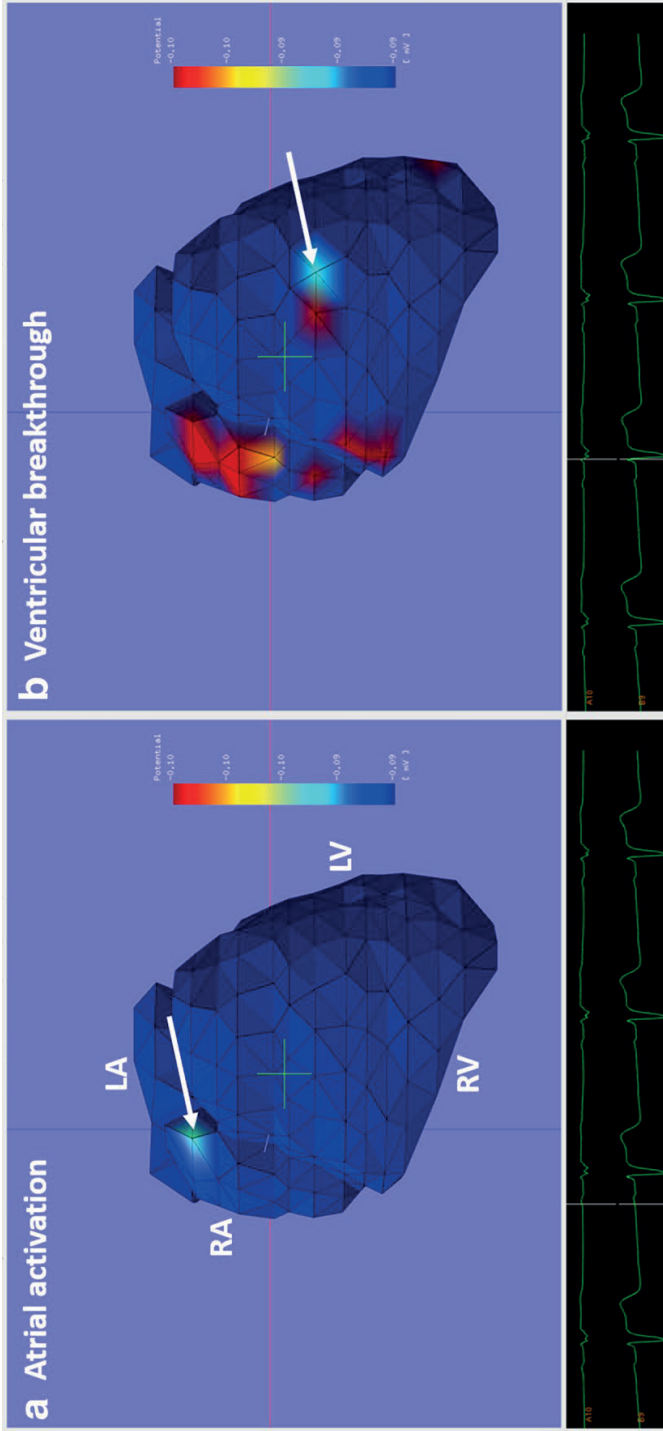 a Atrial activation
LA
RA
LV
RV
Potential
-0.10
-0.10
-0.10
-0.09
-0.09
[ mV ]
A10
B9
b Ventricular breakthrough
Potential
-0.10
-0.10
-0.09
-0.09
-0.09
[ mV ]
A10
B9